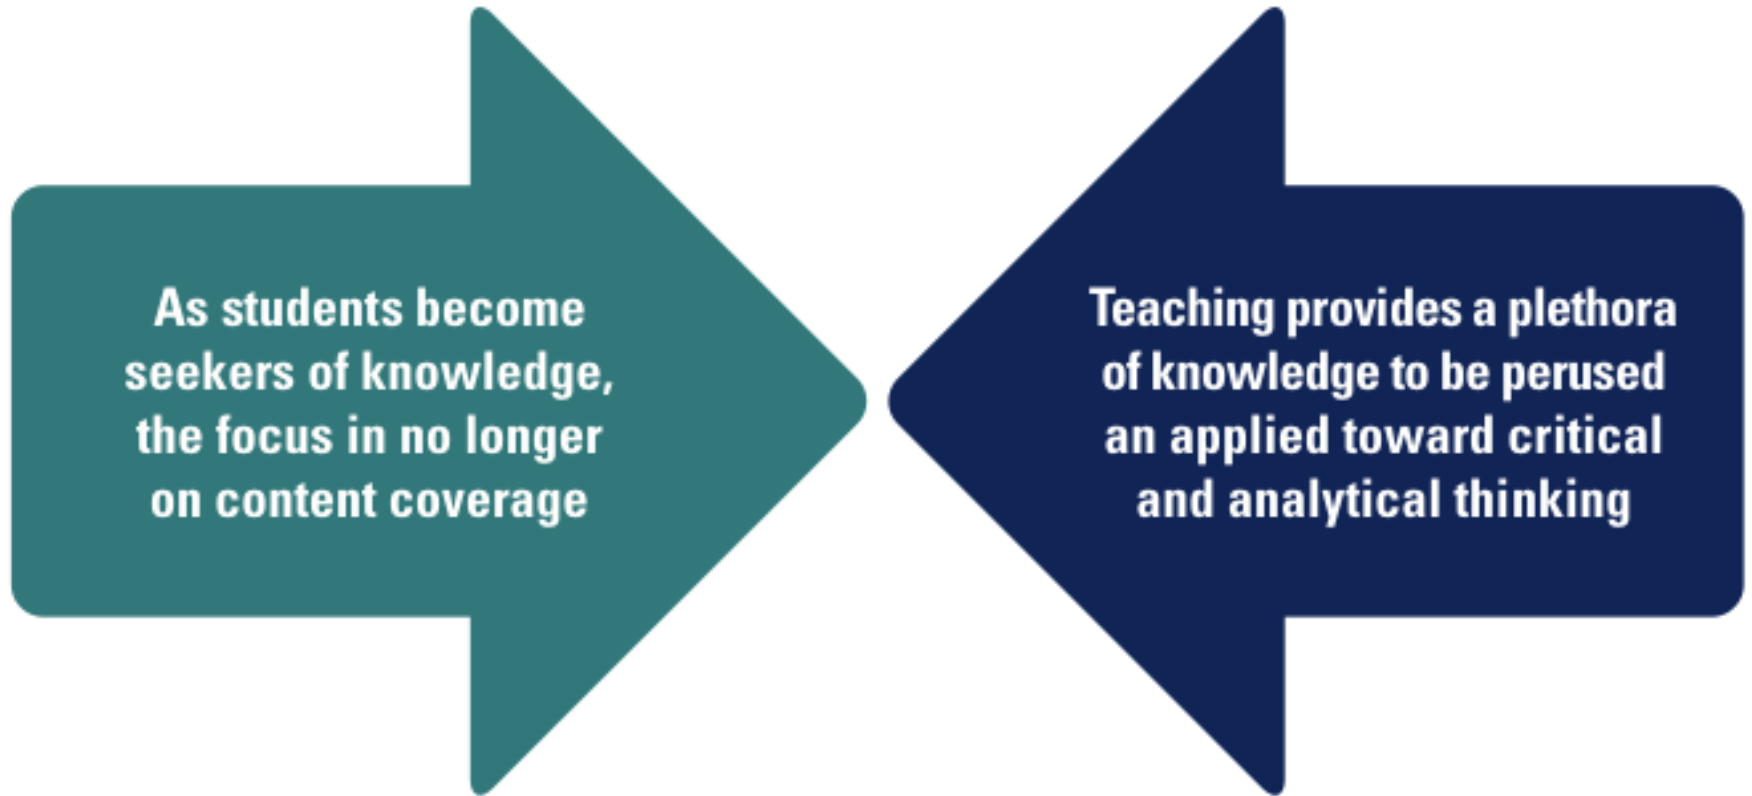 As students become
seekers of knowledge,
the focus in no longer
on content coverage
Teaching provides a plethora
of knowledge to be perused
an applied toward critical
and analytical thinking